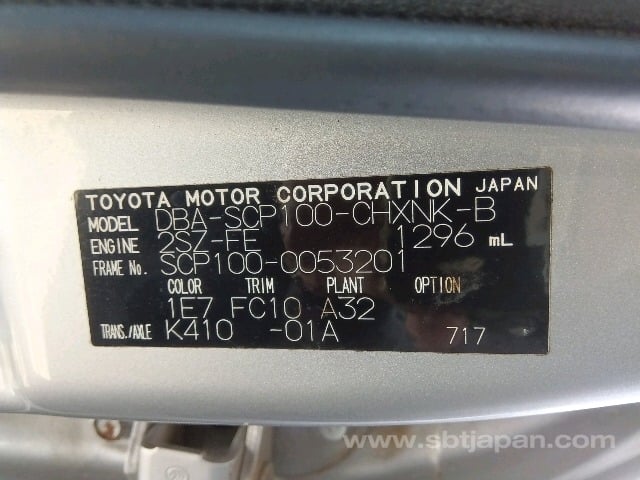 TOYOTA MOTOR CORPORATION JAPAN
MODEL DBA-SCP100-CHXNK-B
ENGINE 2SZ-FE 1296 mL
FRAME No. SCP100-0053201
COLOR TRIM PLANT OPTION
1E7 FC10 A32
TRANS./AXLE K410 -01A 717
www.sbtjapan.com